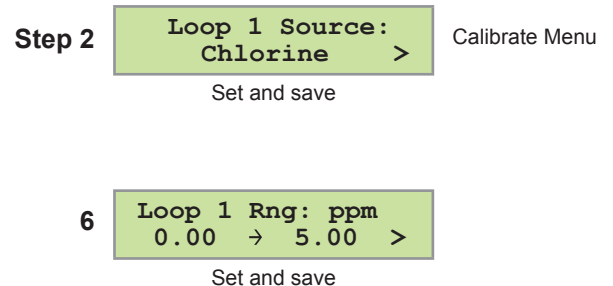 Step 2
Loop 1 Source:
Chlorine >
Calibrate Menu
Set and save
6
Loop 1 Rng: ppm
0.00 → 5.00 >
Set and save